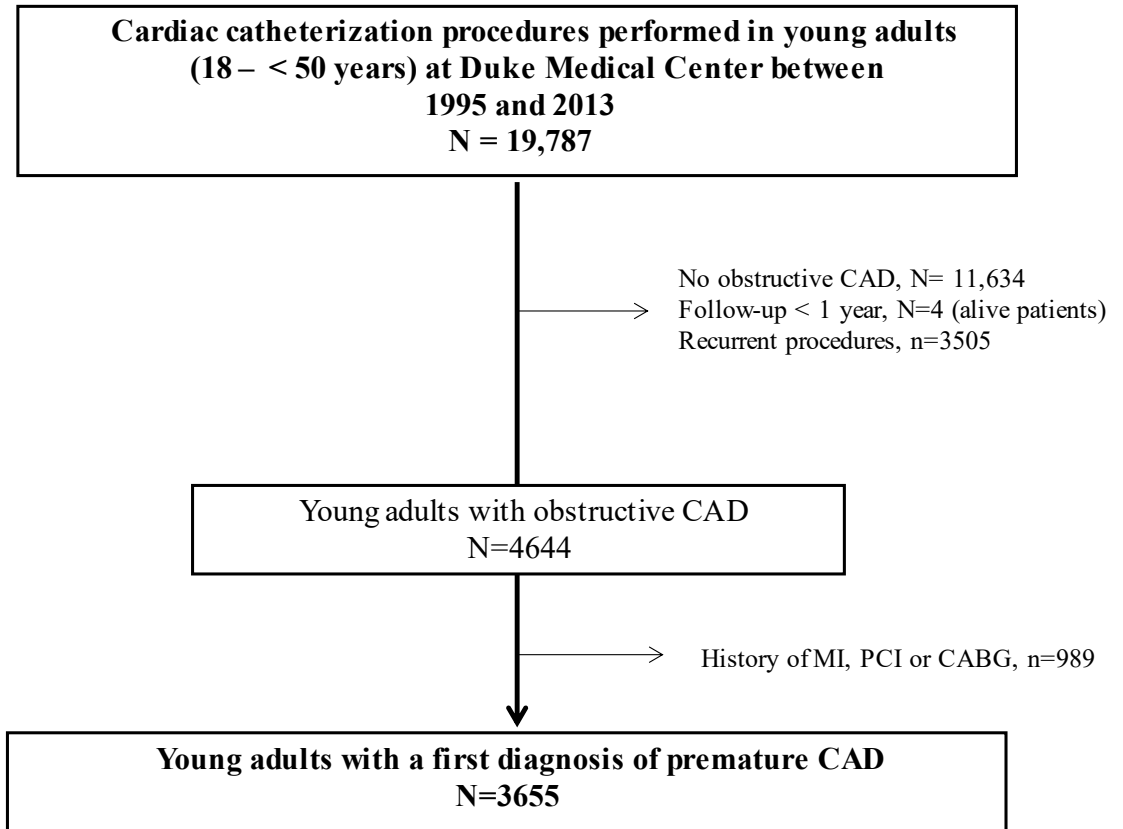 Cardiac catheterization procedures performed in young adults
(18 – < 50 years) at Duke Medical Center between
1995 and 2013
N = 19,787
No obstructive CAD, N= 11,634
Follow-up < 1 year, N=4 (alive patients)
Recurrent procedures, n=3505
Young adults with obstructive CAD
N=4644
History of MI, PCI or CABG, n=989
Young adults with a first diagnosis of premature CAD
N=3655